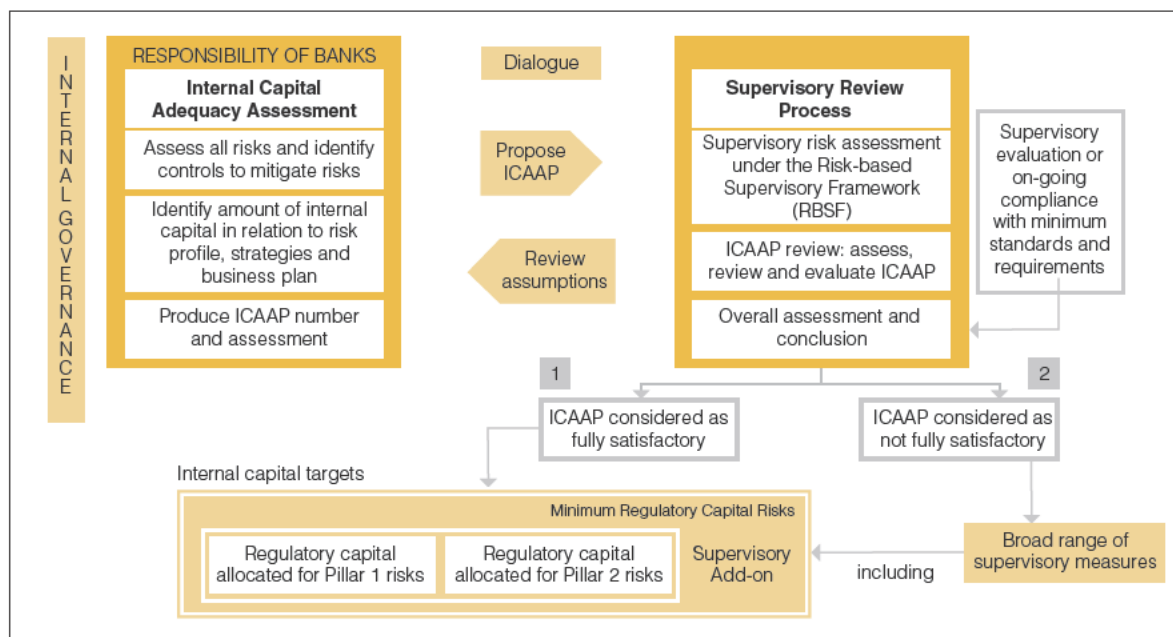 INTERNAL GOVERNANCE
RESPONSIBILITY OF BANKS
Internal Capital
Adequacy Assessment
Assess all risks and identify
controls to mitigate risks
Identify amount of internal
capital in relation to risk
profile, strategies and
business plan
Produce ICAAP number
and assessment
Dialogue
Propose
ICAAP
Review
assumptions
Supervisory Review
Process
Supervisory risk assessment
under the Risk-based
Supervisory Framework
(RBSF)
ICAAP review: assess,
review and evaluate ICAAP
Overall assessment and
conclusion
Supervisory
evaluation or
on-going
compliance
with minimum
standards and
requirements
1
2
ICAAP considered as
fully satisfactory
ICAAP considered as
not fully satisfactory
Internal capital targets
Minimum Regulatory Capital Risks
Regulatory capital
allocated for Pillar 1 risks
Regulatory capital
allocated for Pillar 2 risks
Supervisory
Add-on
including
Broad range of
supervisory measures